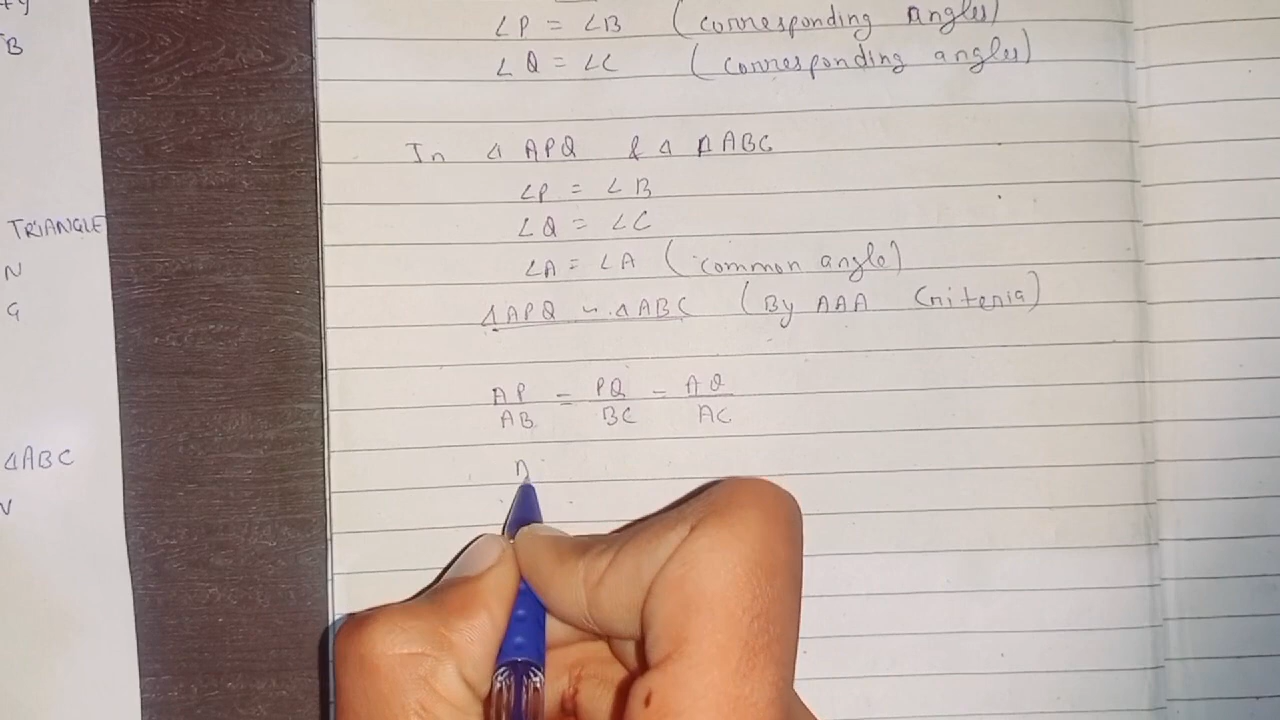 B
TRIANGLE
N
G
△ABC
∠P = ∠B (corresponding angles)
∠Q = ∠C (corresponding angles)
In △ APQ & △ ABC
∠P = ∠B
∠Q = ∠C
∠A = ∠A (common angle)
△APQ ~ △ABC (By AAA Criteria)
AP/AB = PQ/BC = AQ/AC